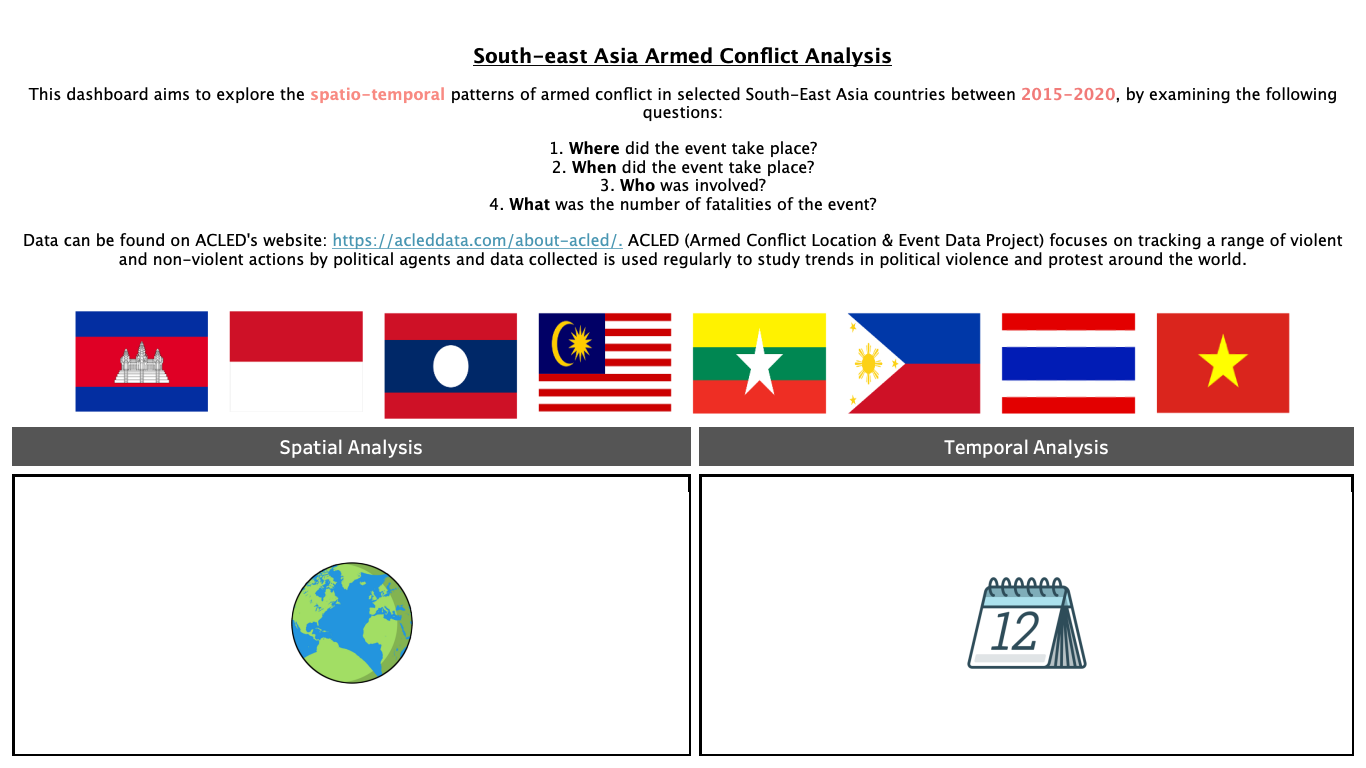 South-east Asia Armed Conflict Analysis
This dashboard aims to explore the spatio-temporal patterns of armed conflict in selected South-East Asia countries between 2015-2020, by examining the following
questions:
1. Where did the event take place?
2. When did the event take place?
3. Who was involved?
4. What was the number of fatalities of the event?
Data can be found on ACLED's website: https://acleddata.com/about-acled/. ACLED (Armed Conflict Location & Event Data Project) focuses on tracking a range of violent
and non-violent actions by political agents and data collected is used regularly to study trends in political violence and protest around the world.
Spatial Analysis
Temporal Analysis
12